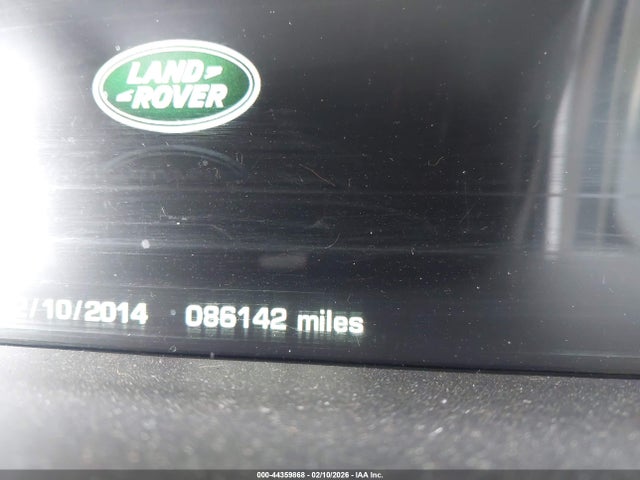 LAND
ROVER
2/10/2014 086142 miles
000-44359868 - 02/10/2026 - IAA Inc.